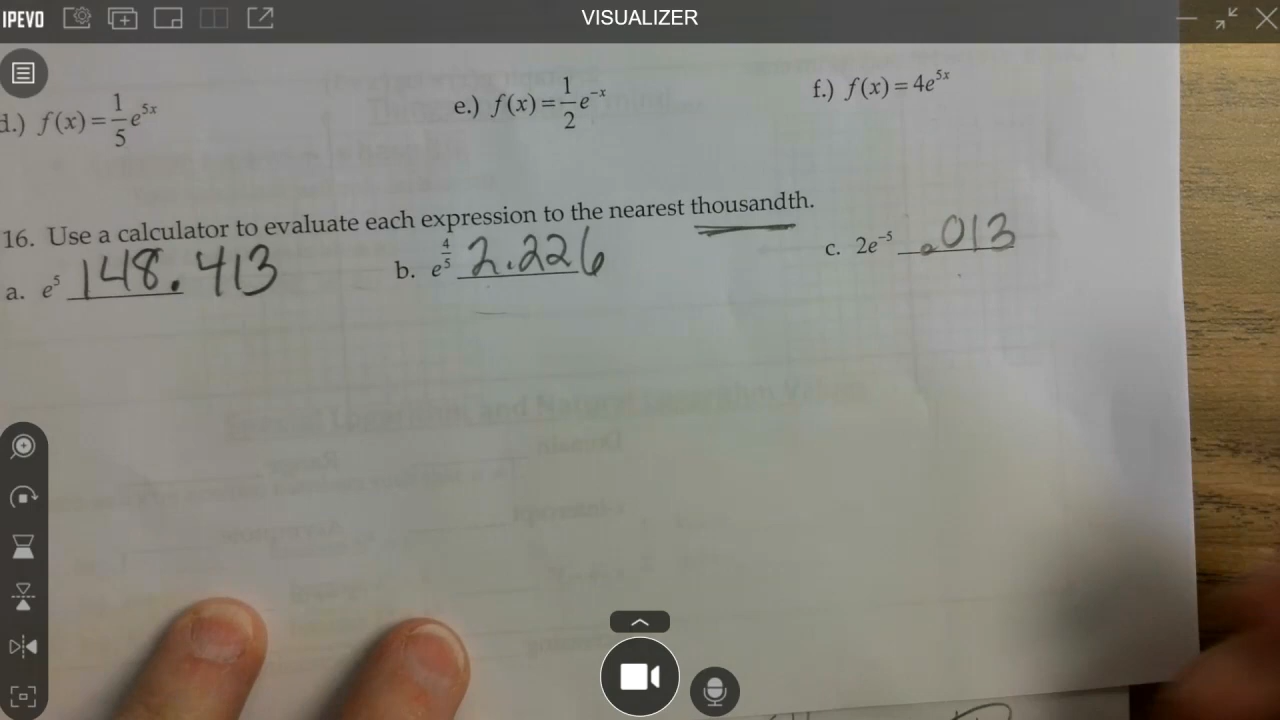 IPEVO VISUALIZER
d.) f(x) = 1/5 e^{5x} e.) f(x) = 1/2 e^{-x} f.) f(x) = 4e^{5x}
16. Use a calculator to evaluate each expression to the nearest thousandth.
a. e^5 148.413 b. e^{4/5} 2.226 c. 2e^{-5} .013